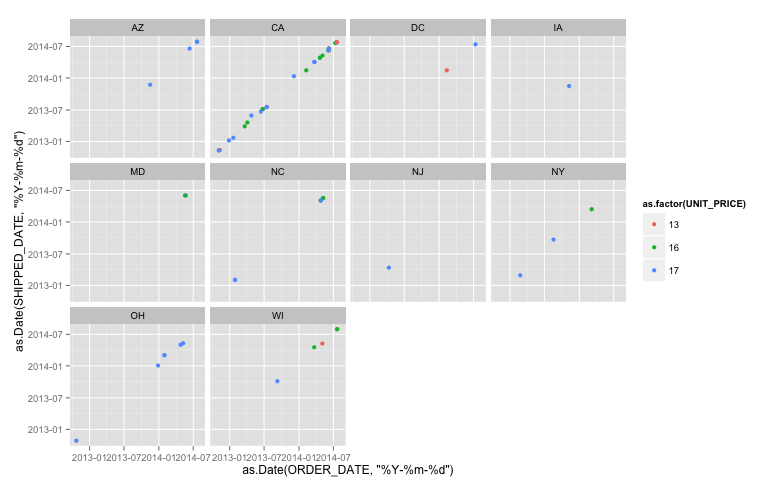 AZ CA DC IA
2014-07
2014-01
2013-07
2013-01
MD NC NJ NY
2014-07
2014-01
2013-07
2013-01
OH WI
2014-07
2014-01
2013-07
2013-01
2013-01 2013-07 2014-01 2014-07 2013-01 2013-07 2014-01 2014-07
as.Date(ORDER_DATE, "%Y-%m-%d")
as.Date(SHIPPED_DATE, "%Y-%m-%d")
as.factor(UNIT_PRICE)
13
16
17